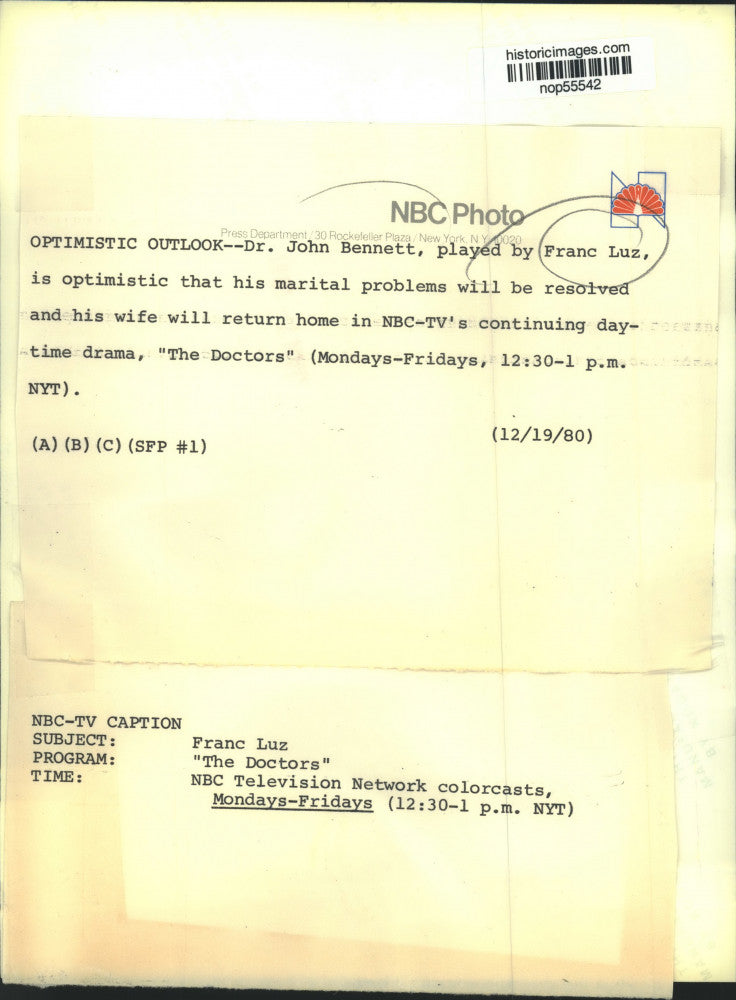 historicimages.com
nop55542
NBC Photo
Press Department / 30 Rockefeller Plaza / New York, N.Y. 10020
OPTIMISTIC OUTLOOK--Dr. John Bennett, played by Franc Luz,
is optimistic that his marital problems will be resolved
and his wife will return home in NBC-TV's continuing day-
time drama, "The Doctors" (Mondays-Fridays, 12:30-1 p.m.
NYT).
(A)(B)(C)(SFP #1) (12/19/80)
NBC-TV CAPTION
SUBJECT: Franc Luz
PROGRAM: "The Doctors"
TIME: NBC Television Network colorcasts,
Mondays-Fridays (12:30-1 p.m. NYT)